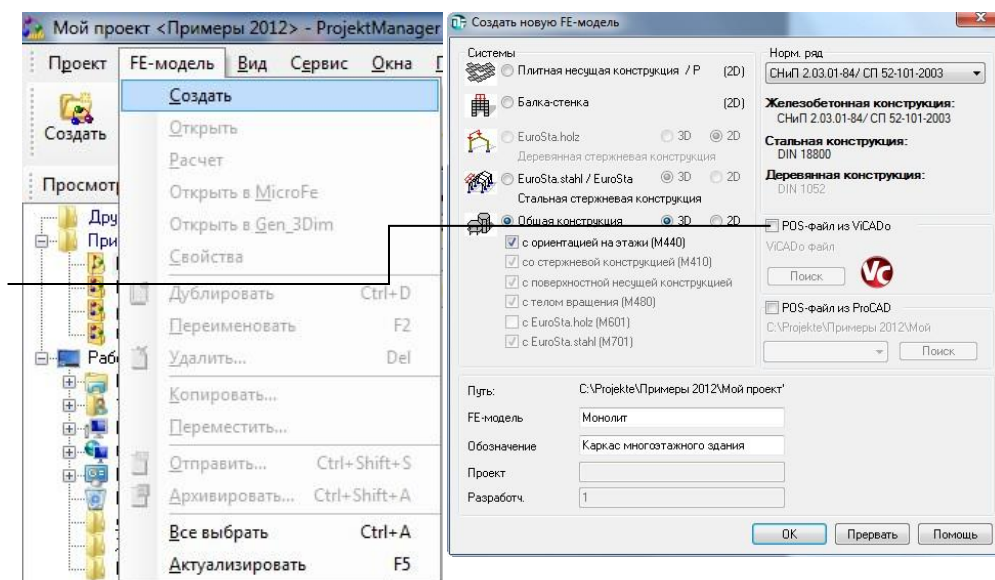 Мой проект <Примеры 2012> - ProjektManager
Проект FE-модель Вид Сервис Окна
Создать
Просмотр
Дру
При
Рабо
Создать
Открыть
Расчет
Открыть в MicroFe
Открыть в Gen_3Dim
Свойства
Дублировать Ctrl+D
Переименовать F2
Удалить... Del
Копировать...
Переместить...
Отправить... Ctrl+Shift+S
Архивировать... Ctrl+Shift+A
Все выбрать Ctrl+A
Актуализировать F5
Создать новую FE-модель
Системы
Плитная несущая конструкция / P (2D)
Балка-стенка (2D)
EuroSta.holz 3D 2D
Деревянная стержневая конструкция
EuroSta.stahl / EuroSta 3D 2D
Стальная стержневая конструкция
Общая конструкция 3D 2D
с ориентацией на этажи (M440)
со стержневой конструкцией (M410)
с поверхностной несущей конструкцией
с телом вращения (M480)
с EuroSta.holz (M601)
с EuroSta.stahl (M701)
Норм. ряд
СНиП 2.03.01-84/ СП 52-101-2003
Железобетонная конструкция:
СНиП 2.03.01-84/ СП 52-101-2003
Стальная конструкция:
DIN 18800
Деревянная конструкция:
DIN 1052
POS-файл из ViCADo
ViCADo файл
Поиск
Vc
POS-файл из ProCAD
C:\Projekte\Примеры 2012\Мой
Поиск
Путь: C:\Projekte\Примеры 2012\Мой проект'
FE-модель Монолит
Обозначение Каркас многоэтажного здания
Проект
Разработч. 1
OK Прервать Помощь